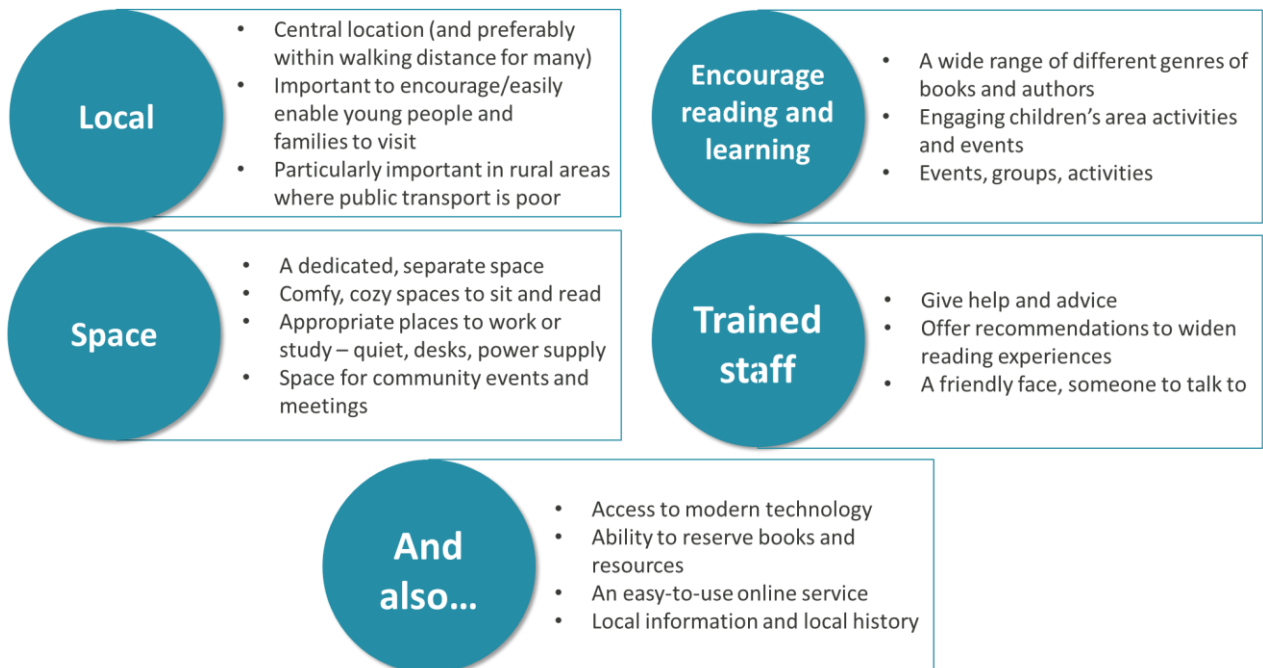 Local
• Central location (and preferably
within walking distance for many)
• Important to encourage/easily
enable young people and
families to visit
• Particularly important in rural areas
where public transport is poor
Encourage
reading and
learning
• A wide range of different genres of
books and authors
• Engaging children’s area activities
and events
• Events, groups, activities
Space
• A dedicated, separate space
• Comfy, cozy spaces to sit and read
• Appropriate places to work or
study – quiet, desks, power supply
• Space for community events and
meetings
Trained
staff
• Give help and advice
• Offer recommendations to widen
reading experiences
• A friendly face, someone to talk to
And
also…
• Access to modern technology
• Ability to reserve books and
resources
• An easy-to-use online service
• Local information and local history